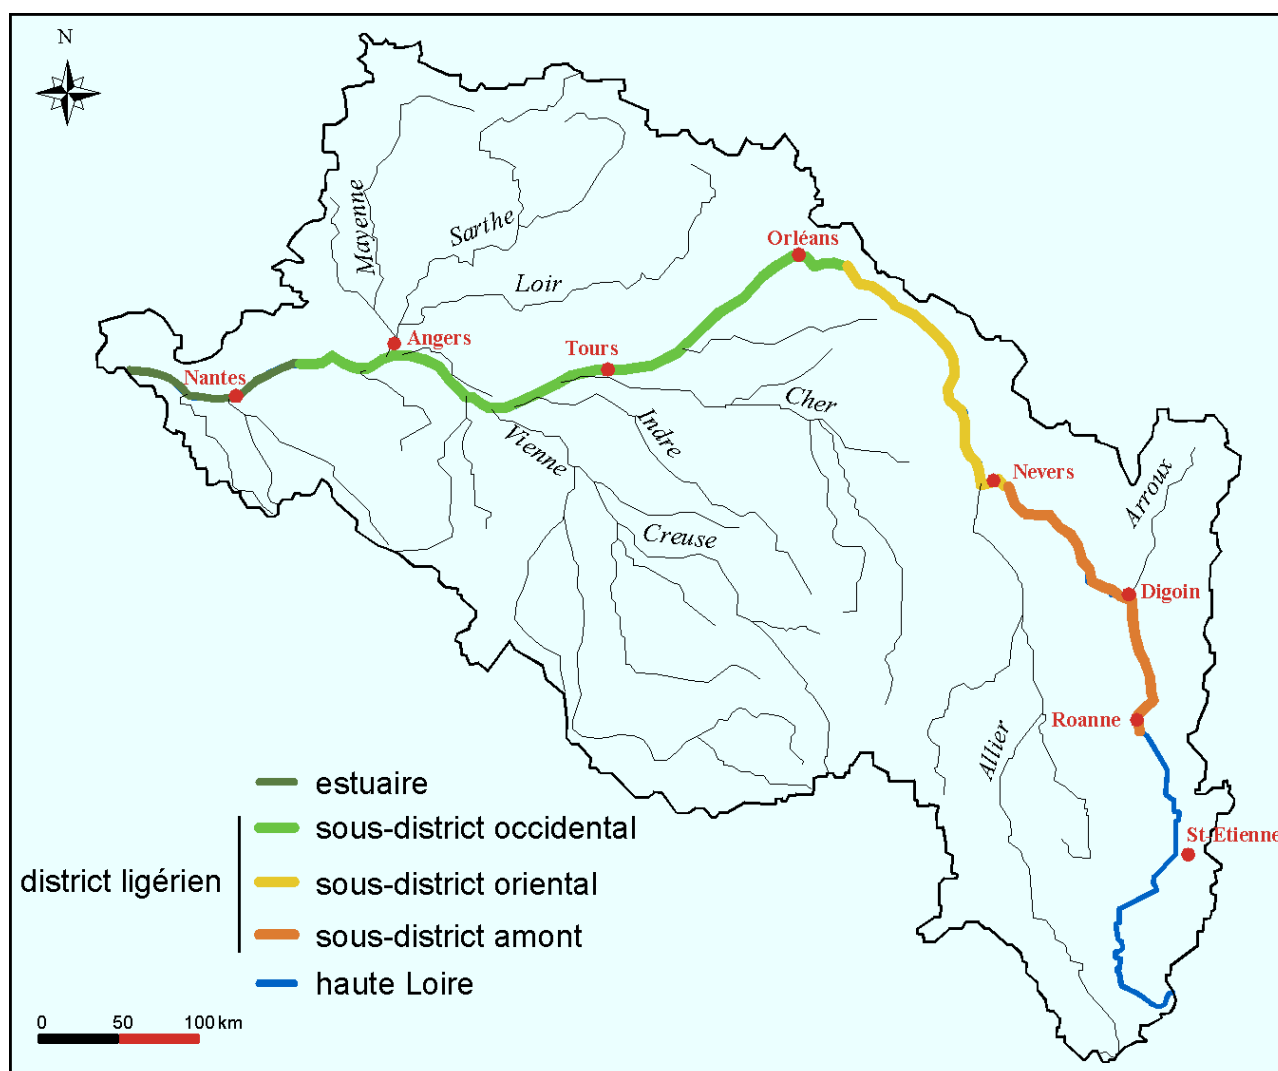 N
Orléans
Mayenne
Sarthe
Loir
Angers
Tours
Nantes
Cher
Indre
Vienne
Nevers
Arroux
Creuse
Digoin
Roanne
Allier
St-Etienne
estuaire
sous-district occidental
district ligérien
sous-district oriental
sous-district amont
haute Loire
0 50 100 km